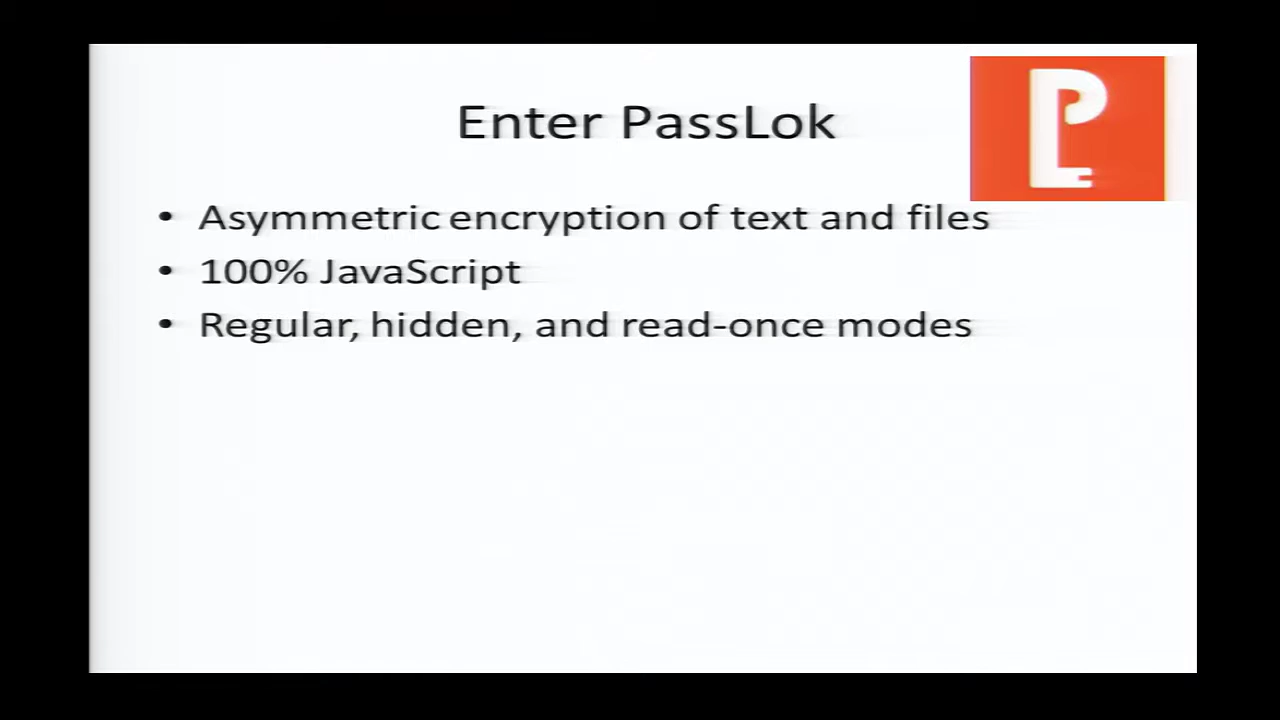 Enter PassLok
• Asymmetric encryption of text and files
• 100% JavaScript
• Regular, hidden, and read-once modes